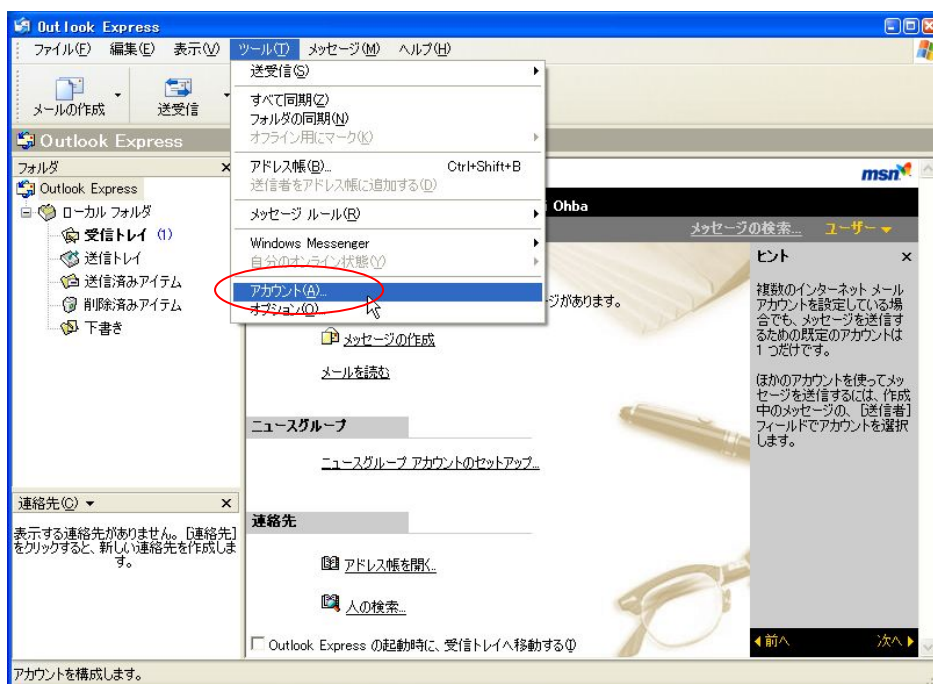 Outlook Express
ファイル(F) 編集(E) 表示(V) ツール(T) メッセージ(M) ヘルプ(H)
メールの作成 送受信
送受信(S)
すべて同期(Z)
フォルダの同期(N)
オフライン用にマーク(K)
アドレス帳(B)... Ctrl+Shift+B
送信者をアドレス帳に追加する(D)
メッセージ ルール(R)
Windows Messenger
自分のオンライン状態(Y)
アカウント(A)...
オプション(O)...
Outlook Express
フォルダ
Outlook Express
ローカル フォルダ
受信トレイ (1)
送信トレイ
送信済みアイテム
削除済みアイテム
下書き
連絡先(C)
表示する連絡先がありません。[連絡先]
をクリックすると、新しい連絡先を作成しま
す。
msn
Ohba
メッセージの検索... ユーザー
ジがあります。
メッセージの作成
メールを読む
ニュースグループ
ニュースグループ アカウントのセットアップ...
連絡先
アドレス帳を開く...
人の検索...
Outlook Express の起動時に、受信トレイへ移動する(I)
ヒント
複数のインターネット メール
アカウントを設定している場
合でも、メッセージを送信す
るための既定のアカウントは
1 つだけです。
ほかのアカウントを使ってメッ
セージを送信するには、作成
中のメッセージの、[送信者]
フィールドでアカウントを選択
します。
前へ 次へ
アカウントを構成します。